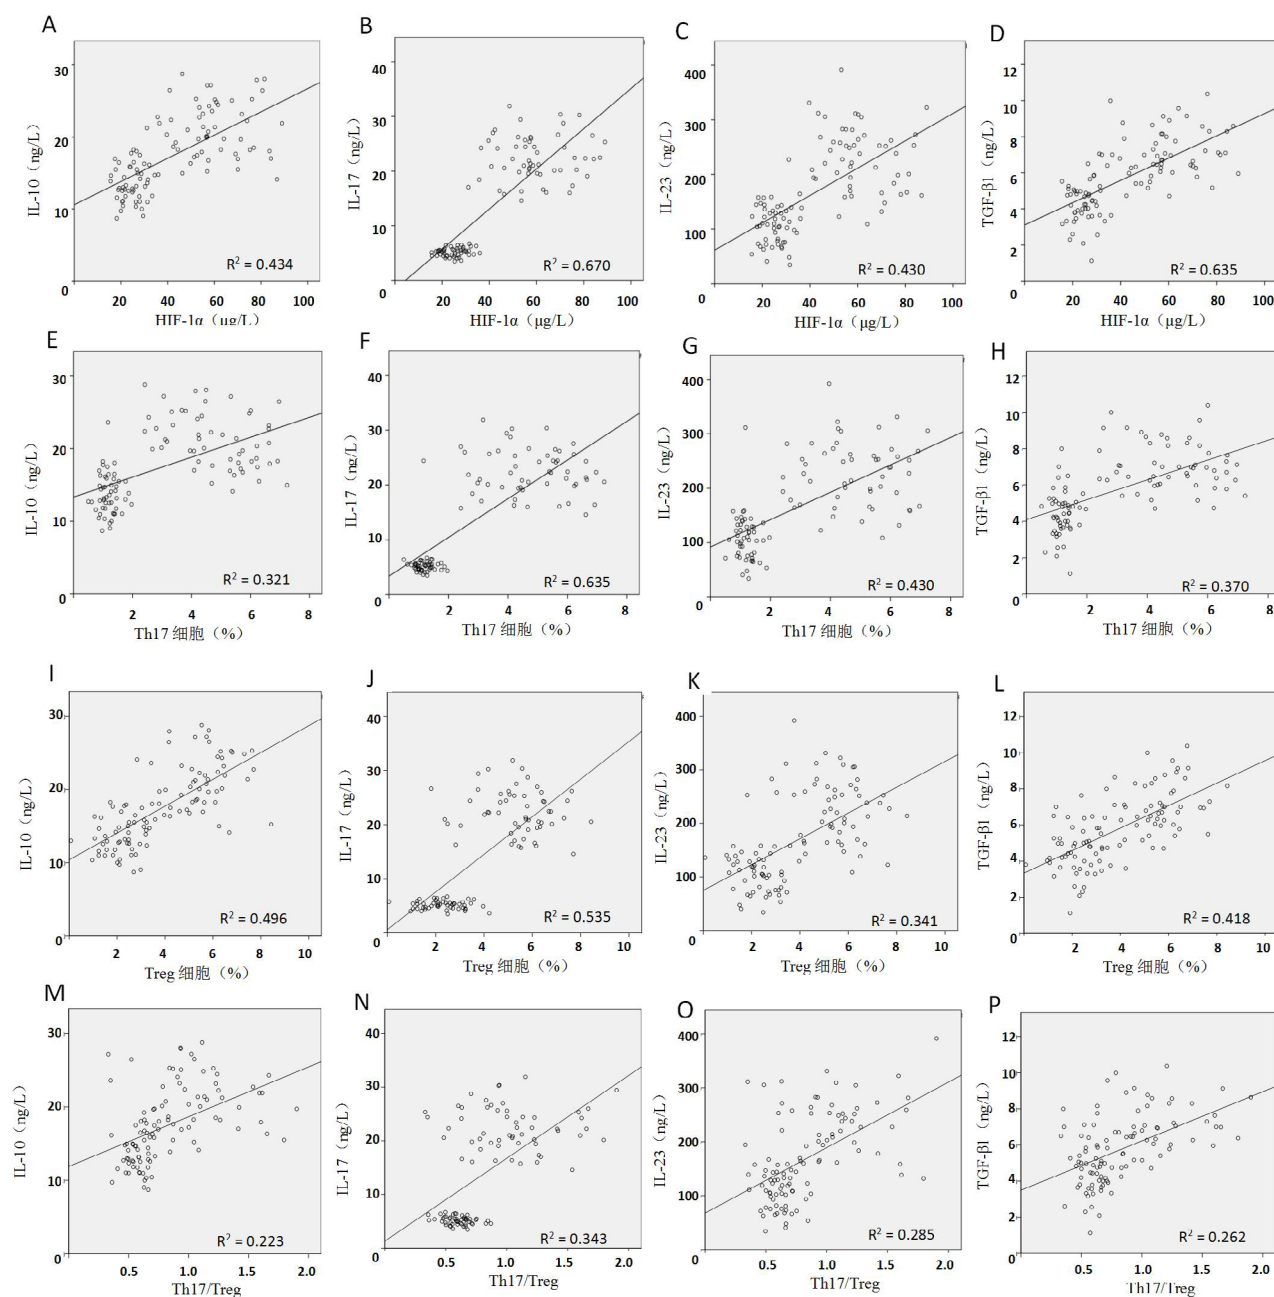 A
IL-10（ng/L）
30
20
10
0
20 40 60 80 100
R² = 0.434
HIF-1α（μg/L）
B
IL-17（ng/L）
40
30
20
10
0
20 40 60 80 100
R² = 0.670
HIF-1α（μg/L）
C
IL-23（ng/L）
400
300
200
100
0
20 40 60 80 100
R² = 0.430
HIF-1α（μg/L）
D
TGF-β1（ng/L）
12
10
8
6
4
2
0
20 40 60 80 100
R² = 0.635
HIF-1α（μg/L）
E
IL-10（ng/L）
30
20
10
0
2 4 6 8
R² = 0.321
Th17 细胞（%）
F
IL-17（ng/L）
40
30
20
10
0
2 4 6 8
R² = 0.635
Th17 细胞（%）
G
IL-23（ng/L）
400
300
200
100
0
2 4 6 8
R² = 0.430
Th17 细胞（%）
H
TGF-β1（ng/L）
12
10
8
6
4
2
0
2 4 6 8
R² = 0.370
Th17 细胞（%）
I
IL-10（ng/L）
30
20
10
0
2 4 6 8 10
R² = 0.496
Treg 细胞（%）
J
IL-17（ng/L）
40
30
20
10
0
2 4 6 8 10
R² = 0.535
Treg 细胞（%）
K
IL-23（ng/L）
400
300
200
100
0
2 4 6 8 10
R² = 0.341
Treg 细胞（%）
L
TGF-β1（ng/L）
12
10
8
6
4
2
0
2 4 6 8 10
R² = 0.418
Treg 细胞（%）
M
IL-10（ng/L）
30
20
10
0
0.5 1.0 1.5 2.0
R² = 0.223
Th17/Treg
N
IL-17（ng/L）
40
30
20
10
0
0.5 1.0 1.5 2.0
R² = 0.343
Th17/Treg
O
IL-23（ng/L）
400
300
200
100
0
0.5 1.0 1.5 2.0
R² = 0.285
Th17/Treg
P
TGF-β1（ng/L）
12
10
8
6
4
2
0
0.5 1.0 1.5 2.0
R² = 0.262
Th17/Treg